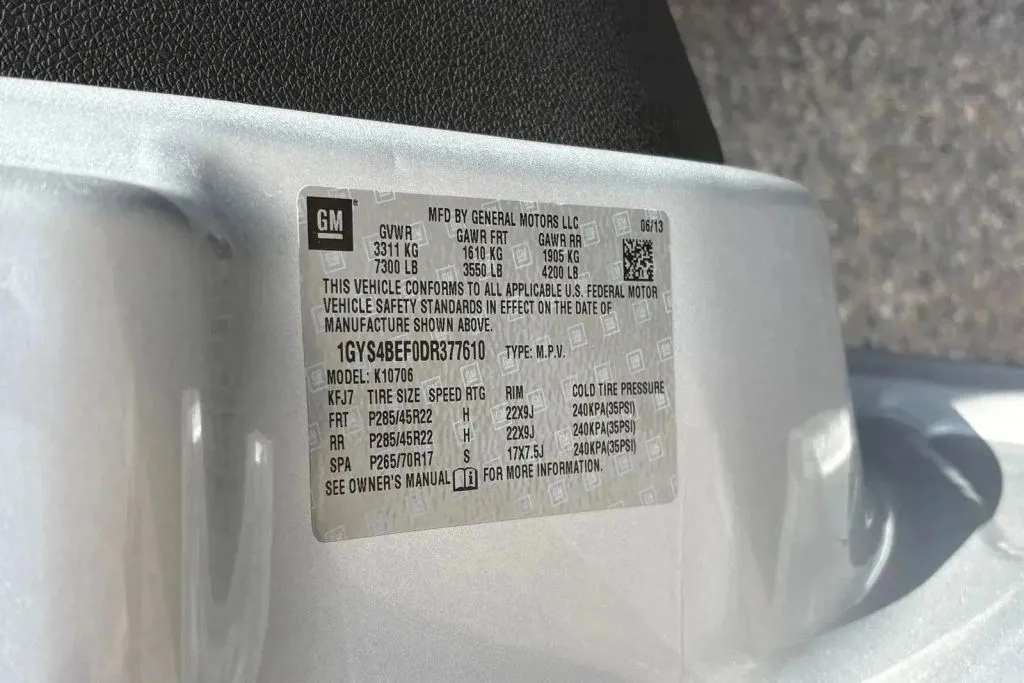 GM®
MFD BY GENERAL MOTORS LLC 06/13
GVWR GAWR FRT GAWR RR
3311 KG 1610 KG 1905 KG
7300 LB 3550 LB 4200 LB
THIS VEHICLE CONFORMS TO ALL APPLICABLE U.S. FEDERAL MOTOR
VEHICLE SAFETY STANDARDS IN EFFECT ON THE DATE OF
MANUFACTURE SHOWN ABOVE.
1GYS4BEF0DR377610 TYPE: M.P.V.
MODEL: K10706
KFJ7 TIRE SIZE SPEED RTG RIM COLD TIRE PRESSURE
FRT P285/45R22 H 22X9J 240KPA(35PSI)
RR P285/45R22 H 22X9J 240KPA(35PSI)
SPA P265/70R17 S 17X7.5J 240KPA(35PSI)
SEE OWNER'S MANUAL FOR MORE INFORMATION.